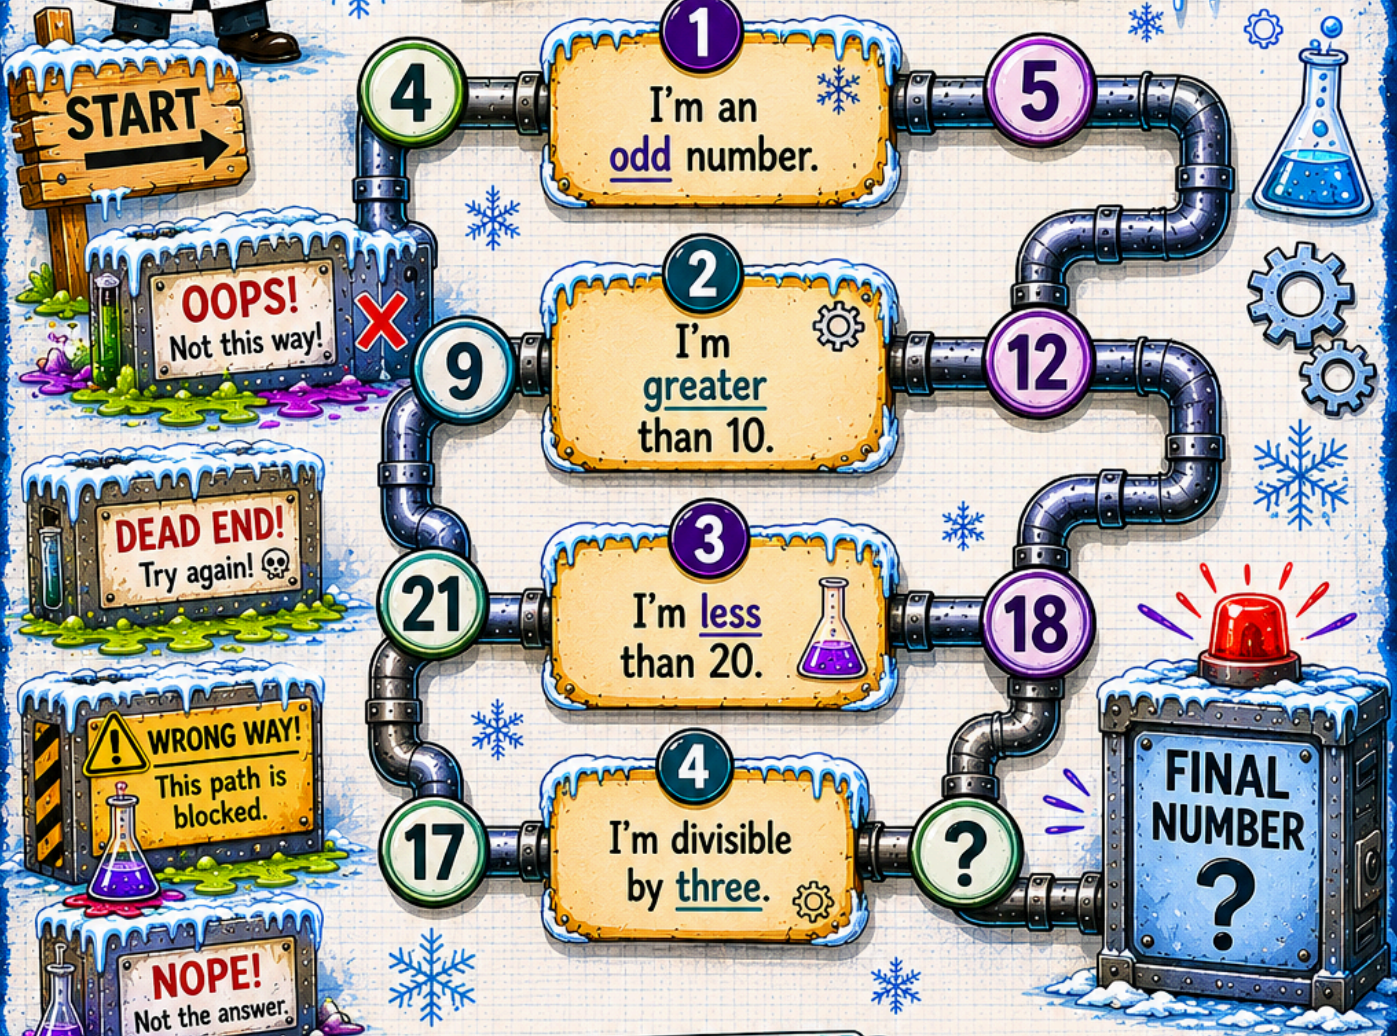 START
4
1
I'm an
odd number.
5
OOPS!
Not this way!
9
2
I'm
greater
than 10.
12
DEAD END!
Try again!
21
3
I'm less
than 20.
18
WRONG WAY!
This path is
blocked.
17
4
I'm divisible
by three.
?
FINAL
NUMBER
?
NOPE!
Not the answer.